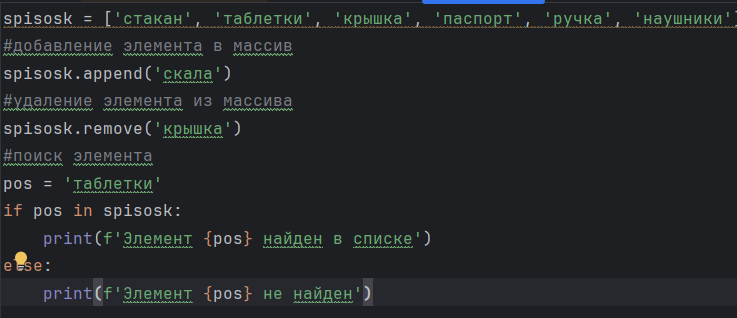 spisosk = ['стакан', 'таблетки', 'крышка', 'паспорт', 'ручка', 'наушники']
#добавление элемента в массив
spisosk.append('скала')
#удаление элемента из массива
spisosk.remove('крышка')
#поиск элемента
pos = 'таблетки'
if pos in spisosk:
    print(f'Элемент {pos} найден в списке')
else:
    print(f'Элемент {pos} не найден')